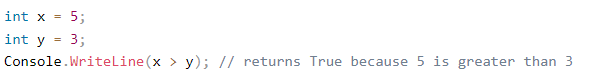 int x = 5;
int y = 3;
Console.WriteLine(x > y); // returns True because 5 is greater than 3